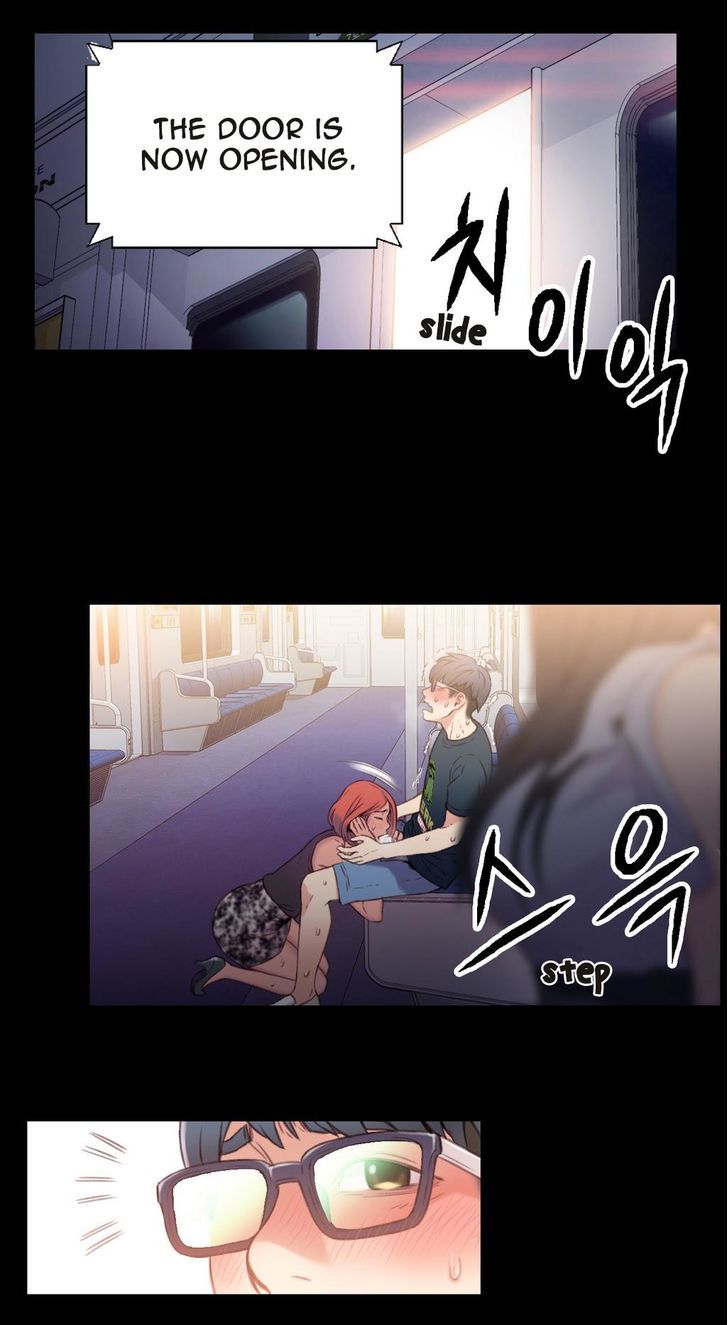 THE DOOR IS
NOW OPENING.
치이익
slide
스윽
step